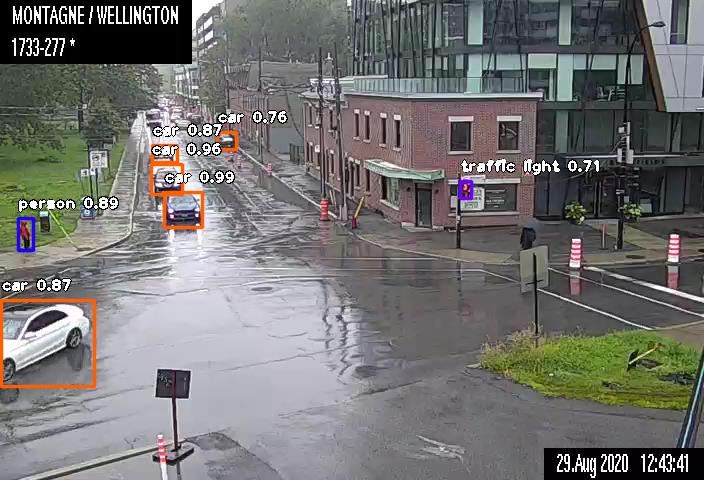 MONTAGNE / WELLINGTON
1733-277 *
car 0.76
car 0.87
car 0.96
car 0.99
traffic light 0.71
person 0.89
car 0.87
29.Aug 2020 12:43:41